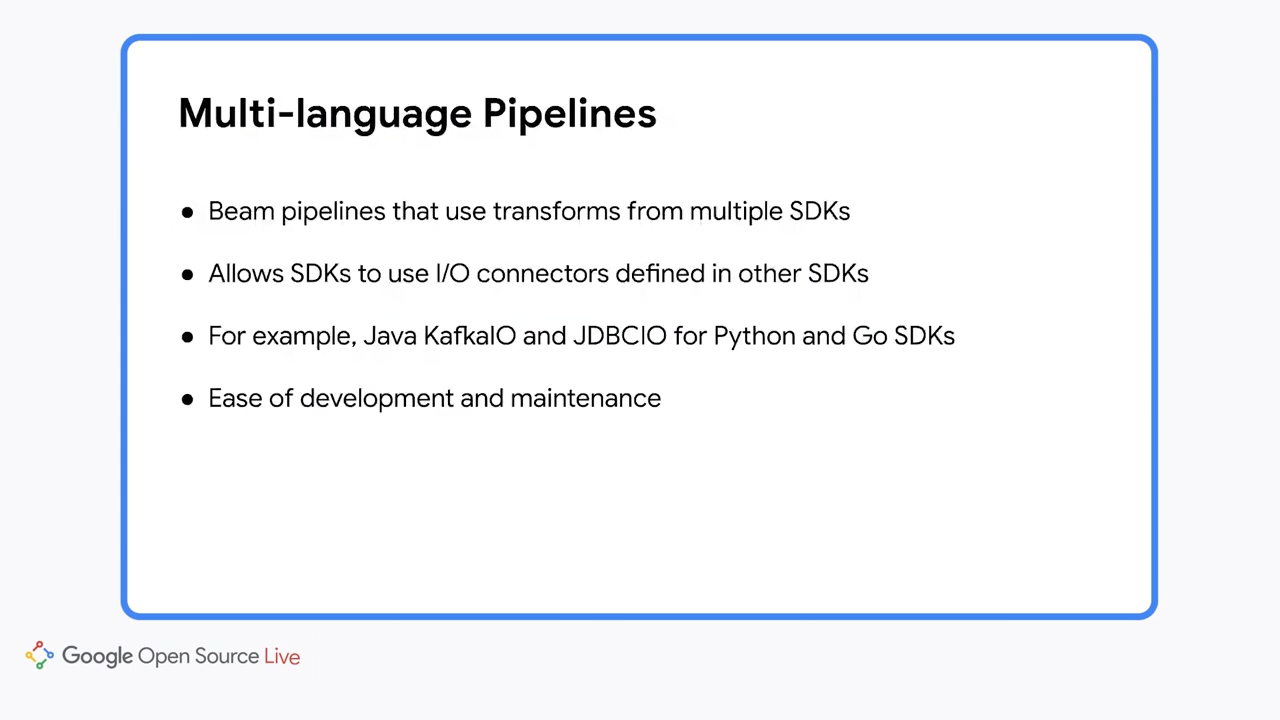 Multi-language Pipelines
● Beam pipelines that use transforms from multiple SDKs
● Allows SDKs to use I/O connectors defined in other SDKs
● For example, Java KafkaIO and JDBCIO for Python and Go SDKs
● Ease of development and maintenance
Google Open Source Live